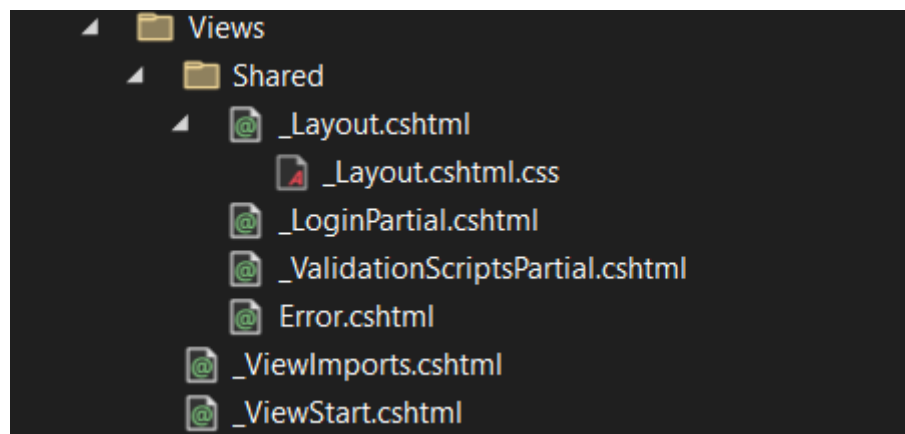 Views
Shared
_Layout.cshtml
_Layout.cshtml.css
_LoginPartial.cshtml
_ValidationScriptsPartial.cshtml
Error.cshtml
_ViewImports.cshtml
_ViewStart.cshtml